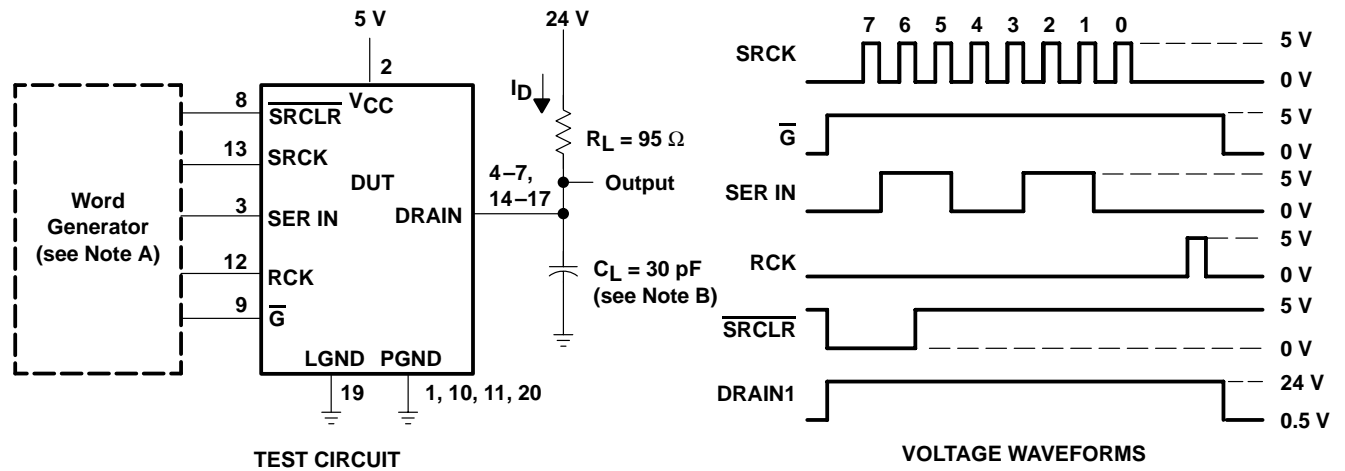 5 V
24 V
2
VCC
8
SRCLR
13
SRCK
3
SER IN
12
RCK
9
G
DUT
DRAIN
LGND
PGND
19
1, 10, 11, 20
4–7,
14–17
ID
RL = 95 Ω
Output
CL = 30 pF
(see Note B)
Word
Generator
(see Note A)
TEST CIRCUIT
7 6 5 4 3 2 1 0
SRCK
5 V
0 V
G
5 V
0 V
SER IN
5 V
0 V
RCK
5 V
0 V
SRCLR
5 V
0 V
DRAIN1
24 V
0.5 V
VOLTAGE WAVEFORMS